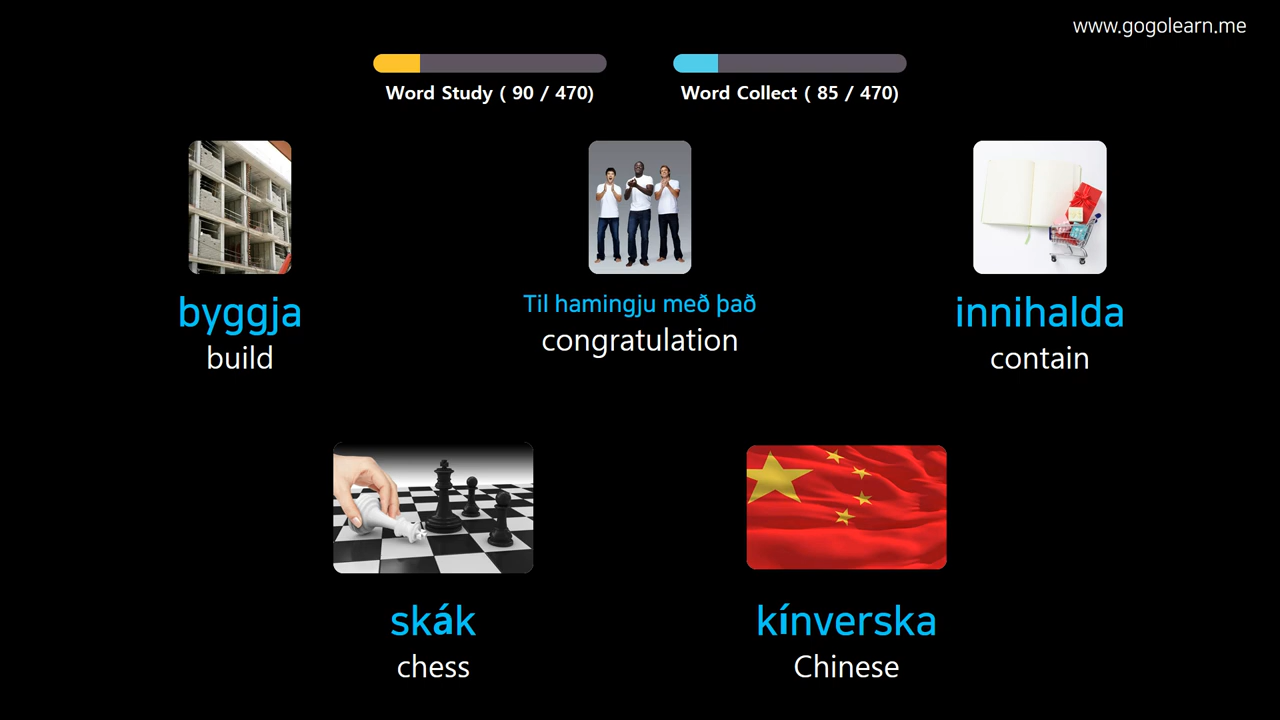 www.gogolearn.me
Word Study ( 90 / 470)
Word Collect ( 85 / 470)
byggja
build
Til hamingju með það
congratulation
innihalda
contain
skák
chess
kínverska
Chinese